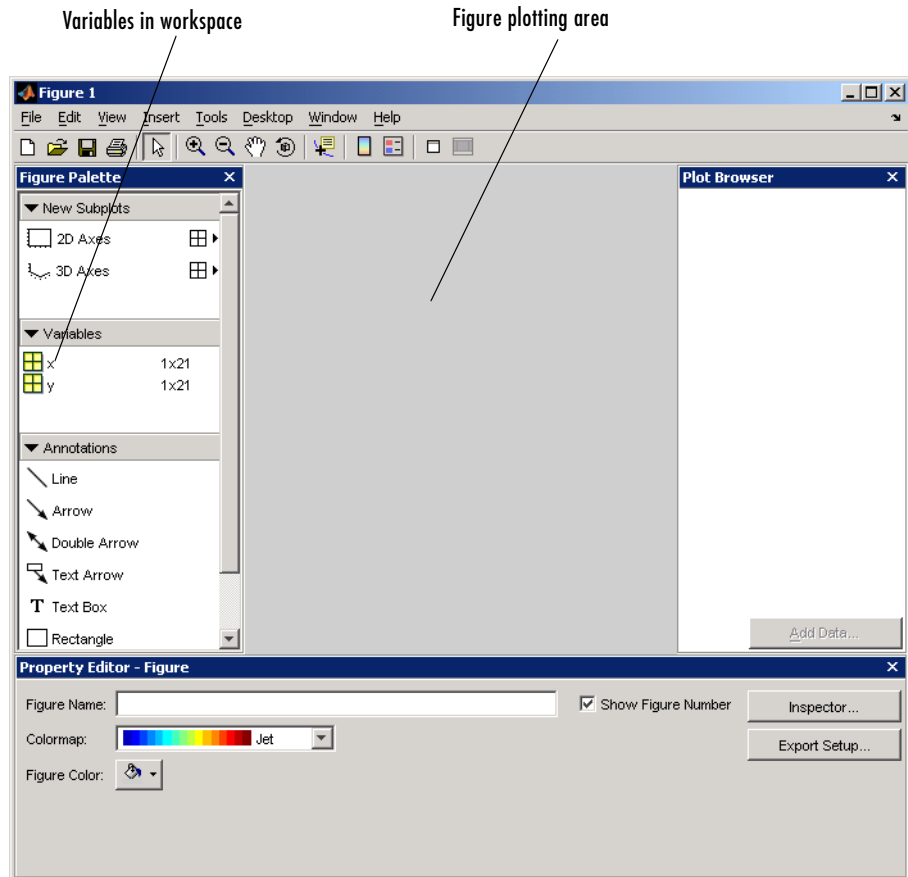 Variables in workspace
Figure plotting area
Figure 1
File Edit View Insert Tools Desktop Window Help
Figure Palette
Plot Browser
New Subplots
2D Axes
3D Axes
Variables
x 1x21
y 1x21
Annotations
Line
Arrow
Double Arrow
Text Arrow
T Text Box
Rectangle
Add Data...
Property Editor - Figure
Figure Name:
Show Figure Number
Inspector...
Colormap:
Jet
Export Setup...
Figure Color: